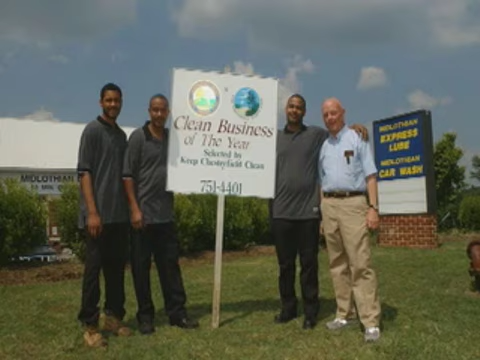 Clean Business
of The Year
Selected by
Keep Chesterfield Clean
751-4401
MIDLOTHIAN
EXPRESS
LUBE
MIDLOTHIAN
CAR WASH
MIDLOTHIAN